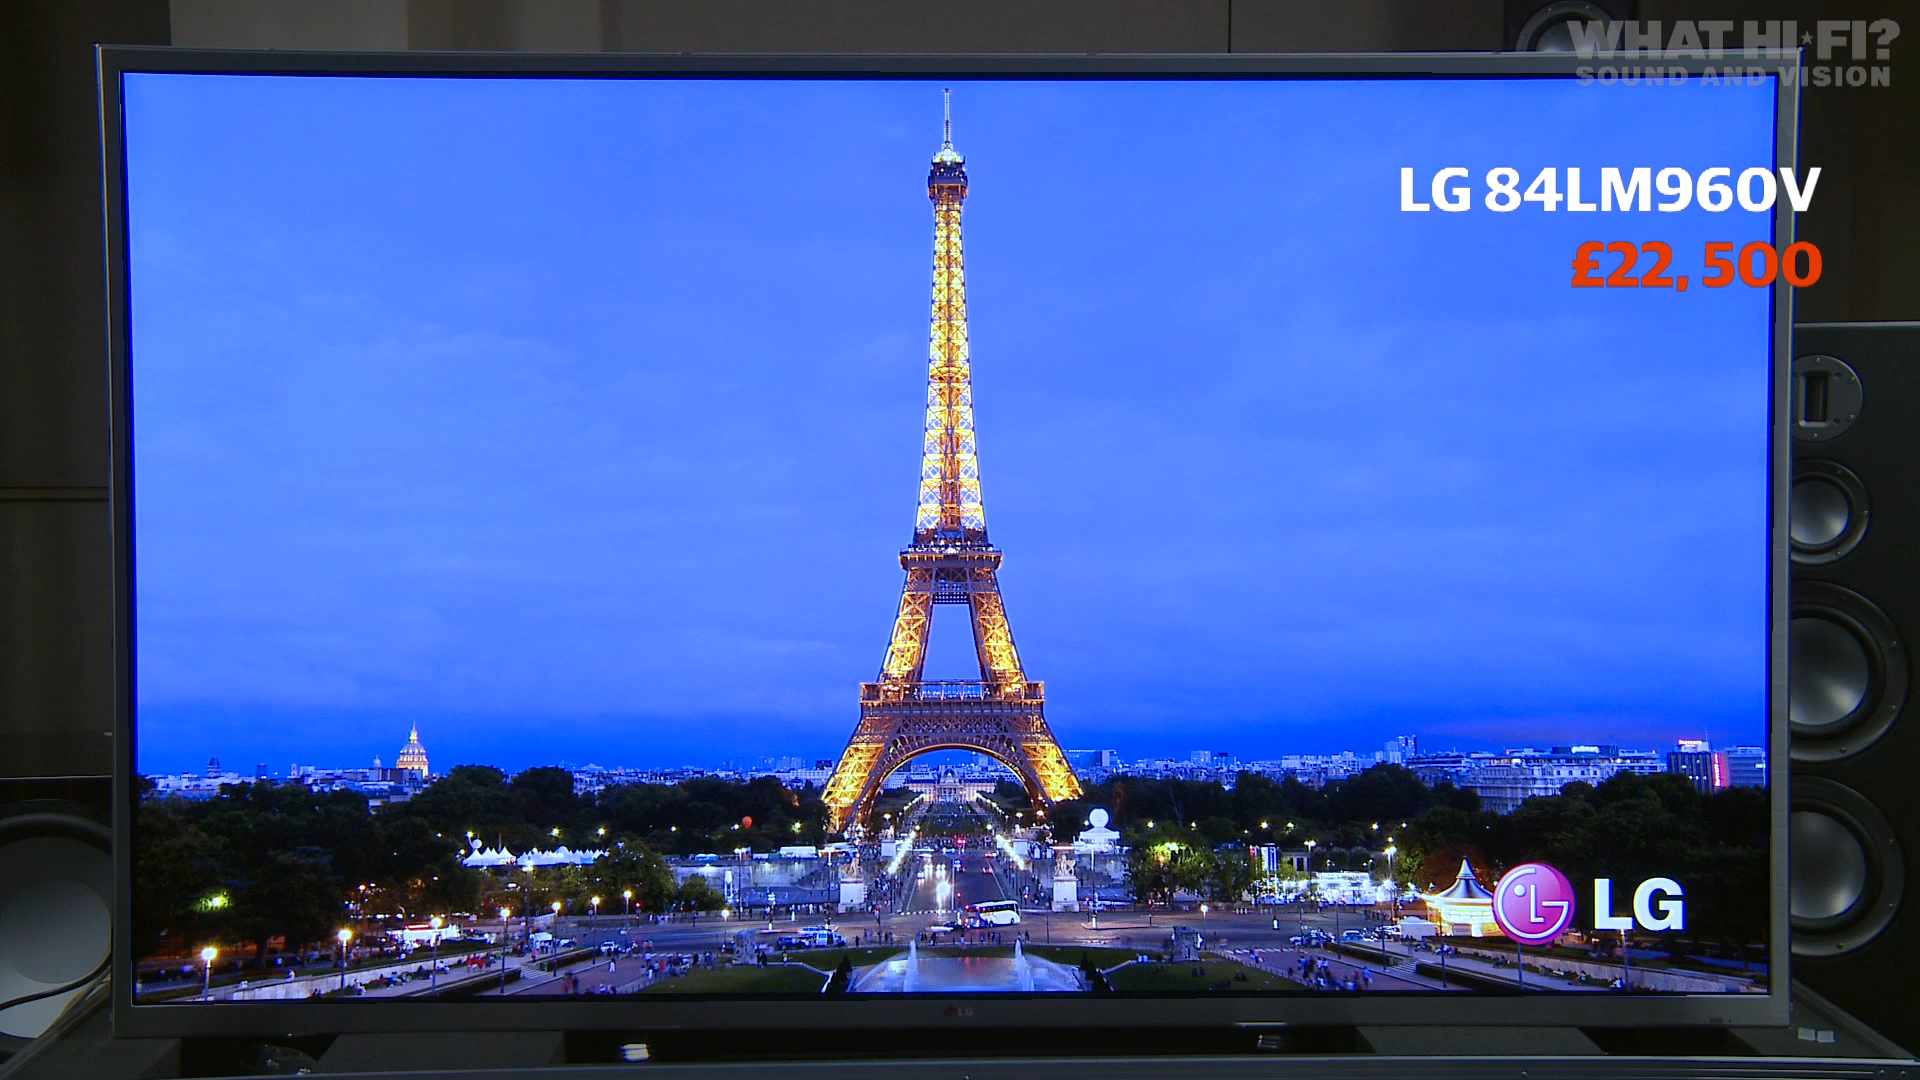 WHAT HI★FI?
SOUND AND VISION
LG 84LM960V
£22, 500
LG
LG